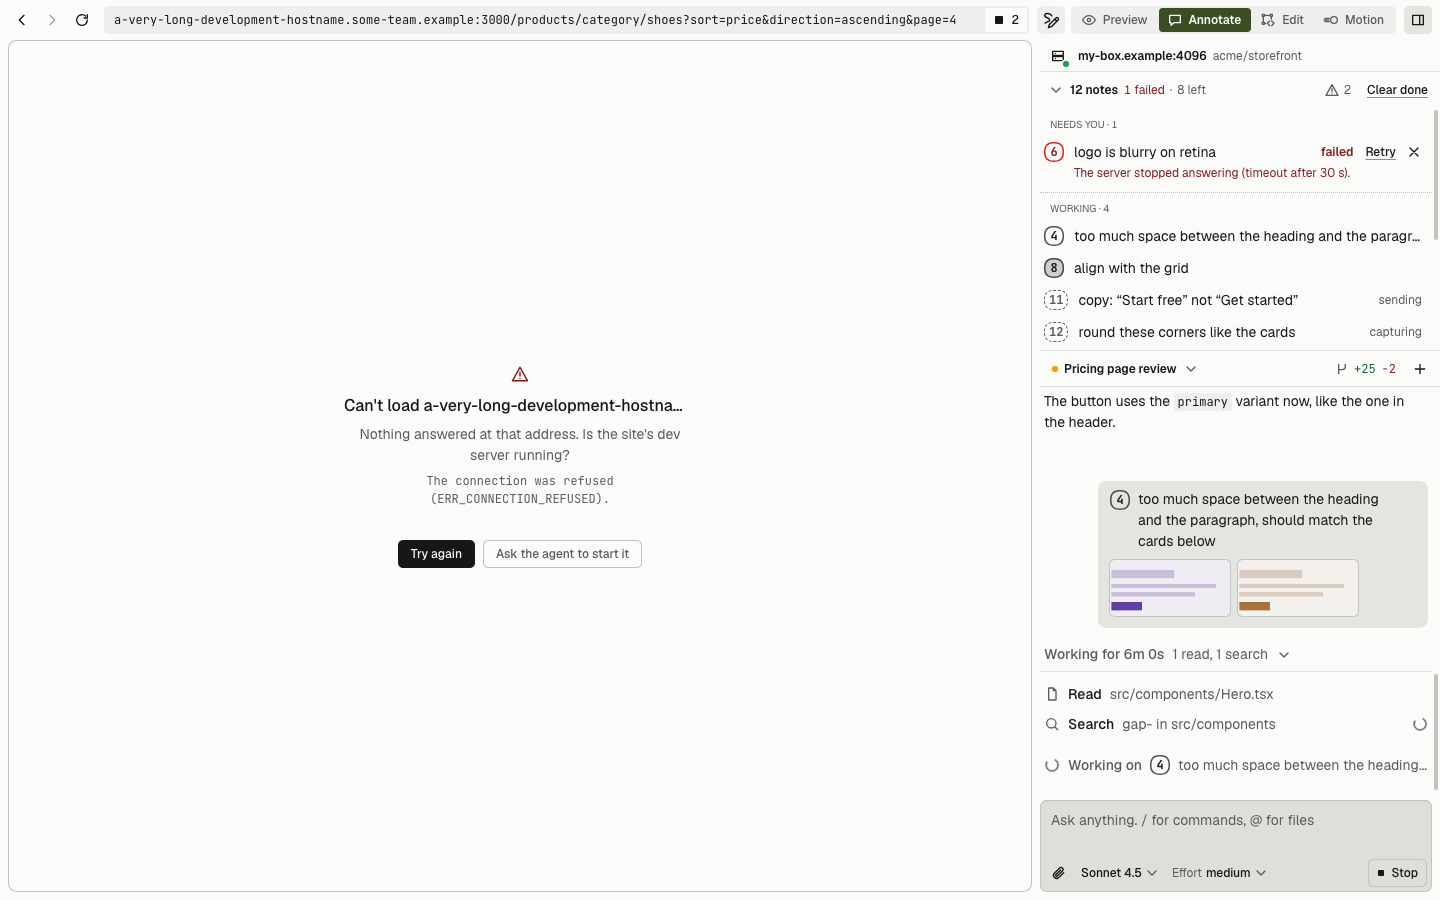 a-very-long-development-hostname.some-team.example:3000/products/category/shoes?sort=price&direction=ascending&page=4
2
Preview
Annotate
Edit
Motion
my-box.example:4096 acme/storefront
12 notes 1 failed · 8 left
2
Clear done
NEEDS YOU · 1
6 logo is blurry on retina failed Retry
The server stopped answering (timeout after 30 s).
WORKING · 4
4 too much space between the heading and the paragr…
8 align with the grid
11 copy: “Start free” not “Get started” sending
12 round these corners like the cards capturing
Pricing page review +25 -2
The button uses the primary variant now, like the one in
the header.
4 too much space between the heading
and the paragraph, should match the
cards below
Working for 6m 0s 1 read, 1 search
Read src/components/Hero.tsx
Search gap- in src/components
Working on 4 too much space between the heading…
Ask anything. / for commands, @ for files
Sonnet 4.5 Effort medium Stop
Can't load a-very-long-development-hostna…
Nothing answered at that address. Is the site's dev
server running?
The connection was refused
(ERR_CONNECTION_REFUSED).
Try again
Ask the agent to start it